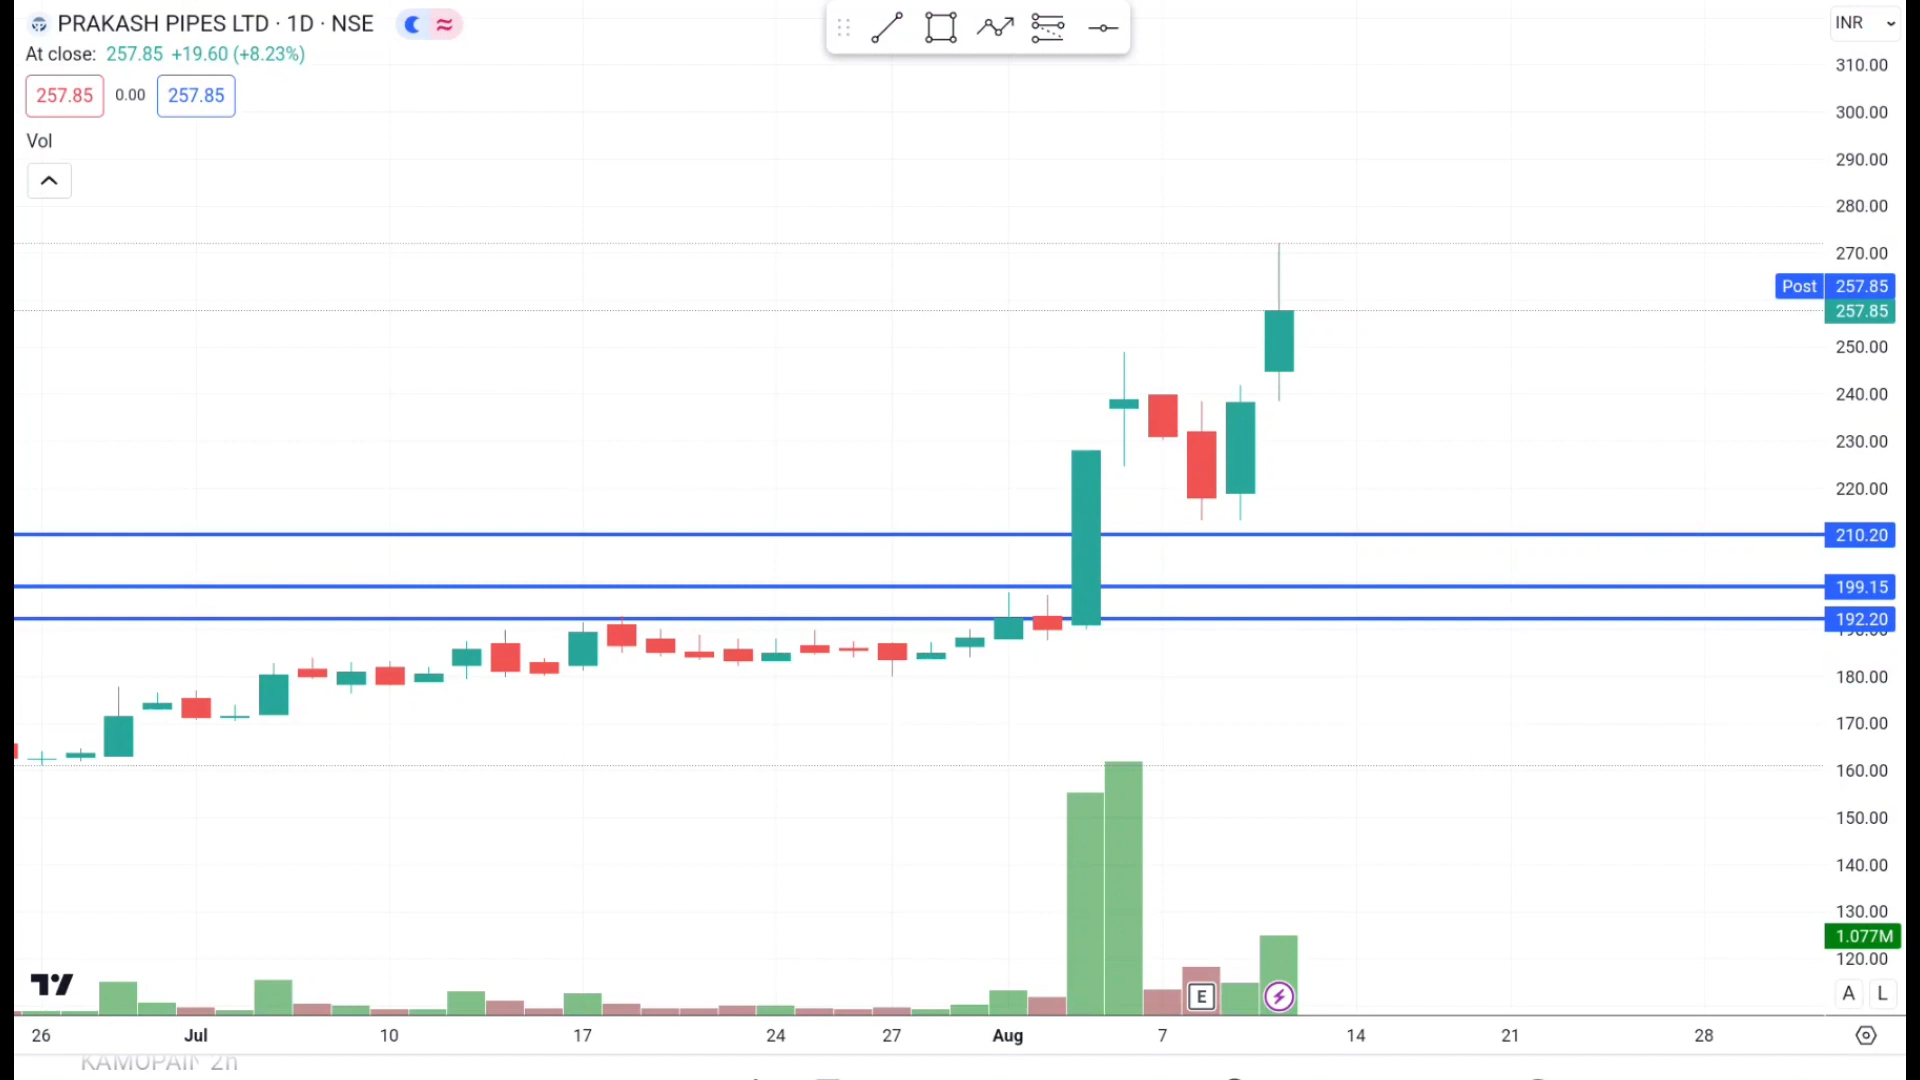 PRAKASH PIPES LTD · 1D · NSE
INR
At close: 257.85 +19.60 (+8.23%)
257.85 0.00 257.85
Vol
310.00
300.00
290.00
280.00
270.00
Post 257.85
257.85
250.00
240.00
230.00
220.00
210.20
199.15
192.20
180.00
170.00
160.00
150.00
140.00
130.00
1.077M
120.00
E
A L
26 Jul 10 17 24 27 Aug 7 14 21 28
2h